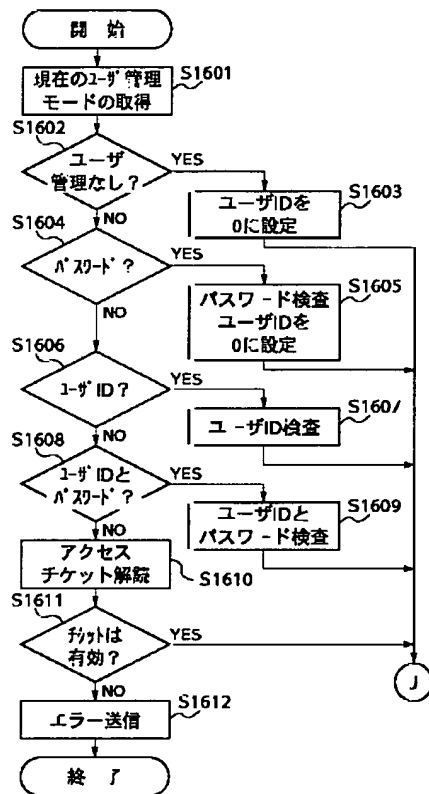 開 始
現在のユーザ管理
モードの取得
S1601
S1602
ユーザ
管理なし?
YES
NO
ユーザIDを
0に設定
S1603
S1604
パスワード?
YES
NO
パスワード検査
ユーザIDを
0に設定
S1605
S1606
ユーザID?
YES
NO
ユーザID検査
S1607
S1608
ユーザIDと
パスワード?
YES
NO
ユーザIDと
パスワード検査
S1609
アクセス
チケット解読
S1610
S1611
チケットは
有効?
YES
NO
J
エラー送信
S1612
終 了